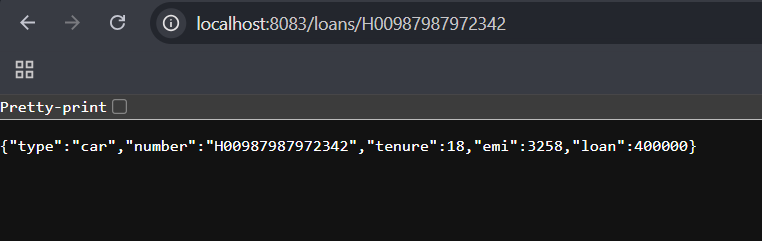 localhost:8083/loans/H00987987972342
Pretty-print
{"type":"car","number":"H00987987972342","tenure":18,"emi":3258,"loan":400000}